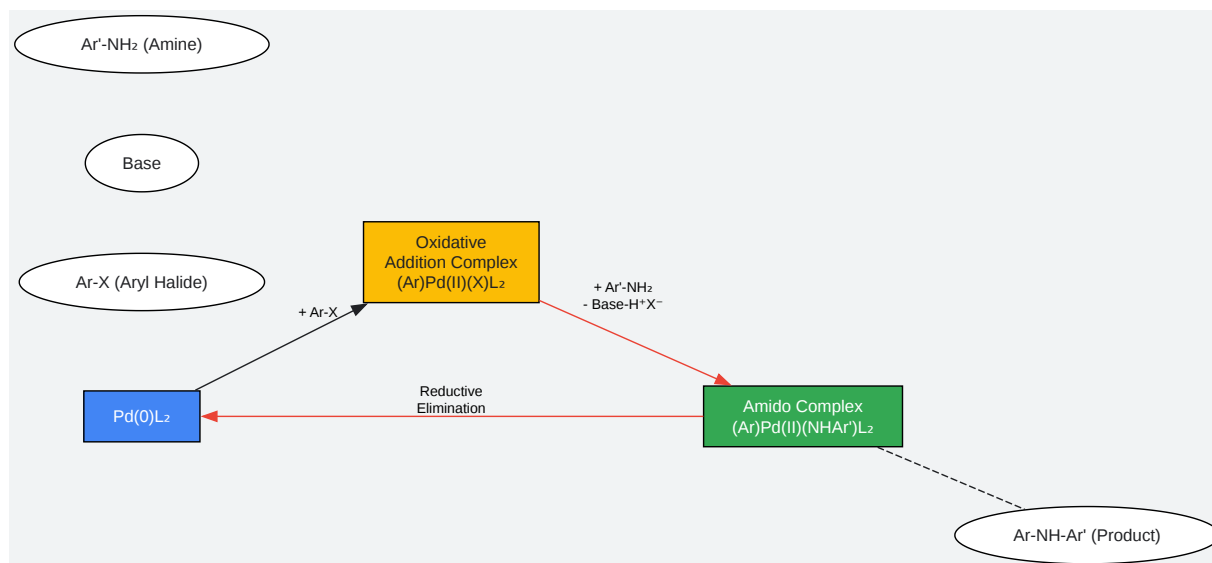 Ar'-NH₂ (Amine)
Base
Oxidative
Addition Complex
(Ar)Pd(II)(X)L₂
Ar-X (Aryl Halide)
+ Ar'-NH₂
- Base-H⁺X⁻
+ Ar-X
Reductive
Elimination
Pd(0)L₂
Amido Complex
(Ar)Pd(II)(NHAr')L₂
Ar-NH-Ar' (Product)